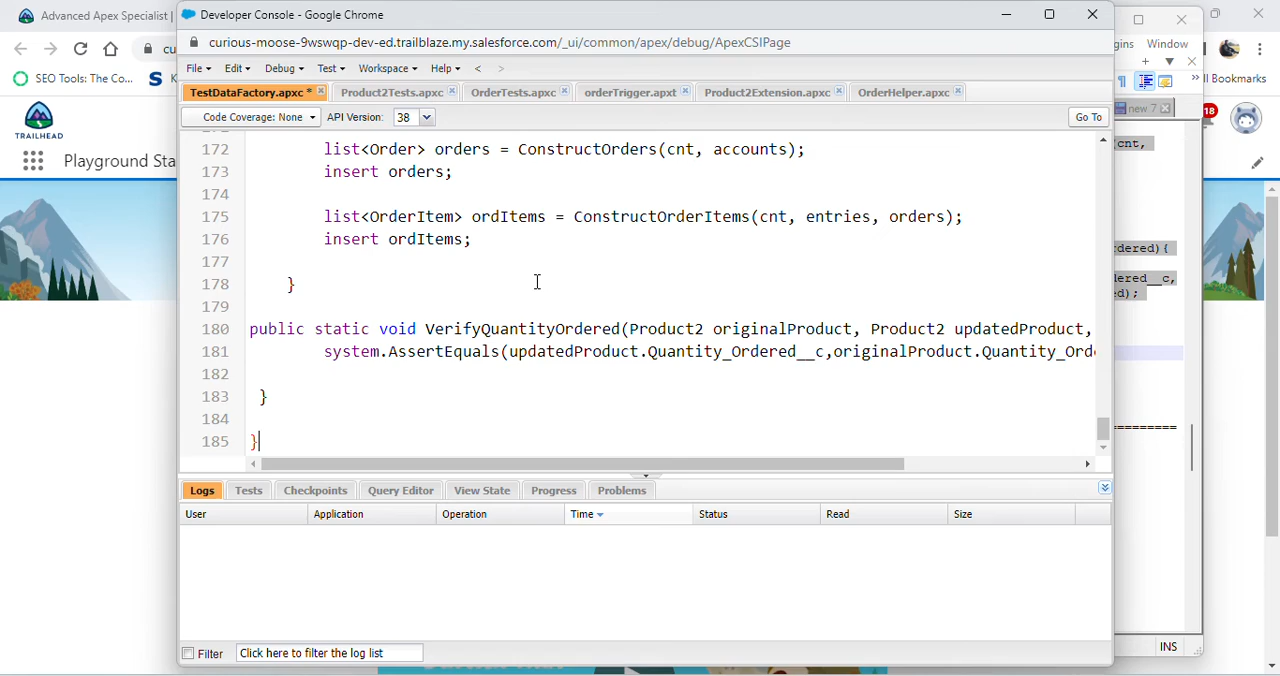 Advanced Apex Specialist |
Developer Console - Google Chrome
curious-moose-9wswqp-dev-ed.trailblaze.my.salesforce.com/_ui/common/apex/debug/ApexCSIPage
cu
gins Window
SEO Tools: The Co...
K
ll Bookmarks
File Edit Debug Test Workspace Help < >
TestDataFactory.apxc * Product2Tests.apxc OrderTests.apxc orderTrigger.apxt Product2Extension.apxc OrderHelper.apxc
new 7
18
Code Coverage: None API Version: 38 Go To
TRAILHEAD
Playground Sta
cnt,
172 list<Order> orders = ConstructOrders(cnt, accounts);
173 insert orders;
174
175 list<OrderItem> ordItems = ConstructOrderItems(cnt, entries, orders);
176 insert ordItems;
177
178 }
179
180 public static void VerifyQuantityOrdered(Product2 originalProduct, Product2 updatedProduct,
181 system.AssertEquals(updatedProduct.Quantity_Ordered__c,originalProduct.Quantity_Orde
182
183 }
184
185 }
dered){
ered__c,
ed);
=========
Logs Tests Checkpoints Query Editor View State Progress Problems
User Application Operation Time Status Read Size
Filter Click here to filter the log list
INS